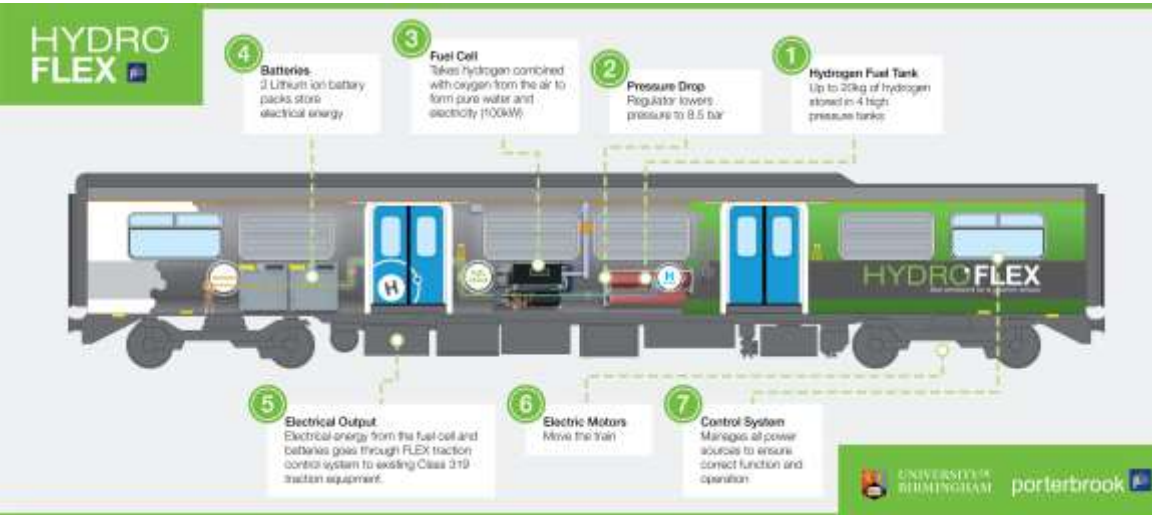 HYDRO
FLEX
4
Batteries
2 Lithium ion battery
packs store
electrical energy
3
Fuel Cell
Takes hydrogen combined
with oxygen from the air to
form pure water and
electricity (100kW)
2
Pressure Drop
Regulator lowers
pressure to 8.5 bar
1
Hydrogen Fuel Tank
Up to 20kg of hydrogen
stored in 4 high
pressure tanks
H
H
HYDROFLEX
5
Electrical Output
Electrical energy from the fuel cell and
batteries goes through FLEX traction
control system to existing Class 319
traction equipment.
6
Electric Motors
Move the train
7
Control System
Manages all power
sources to ensure
correct function and
operation
UNIVERSITY OF
BIRMINGHAM
porterbrook